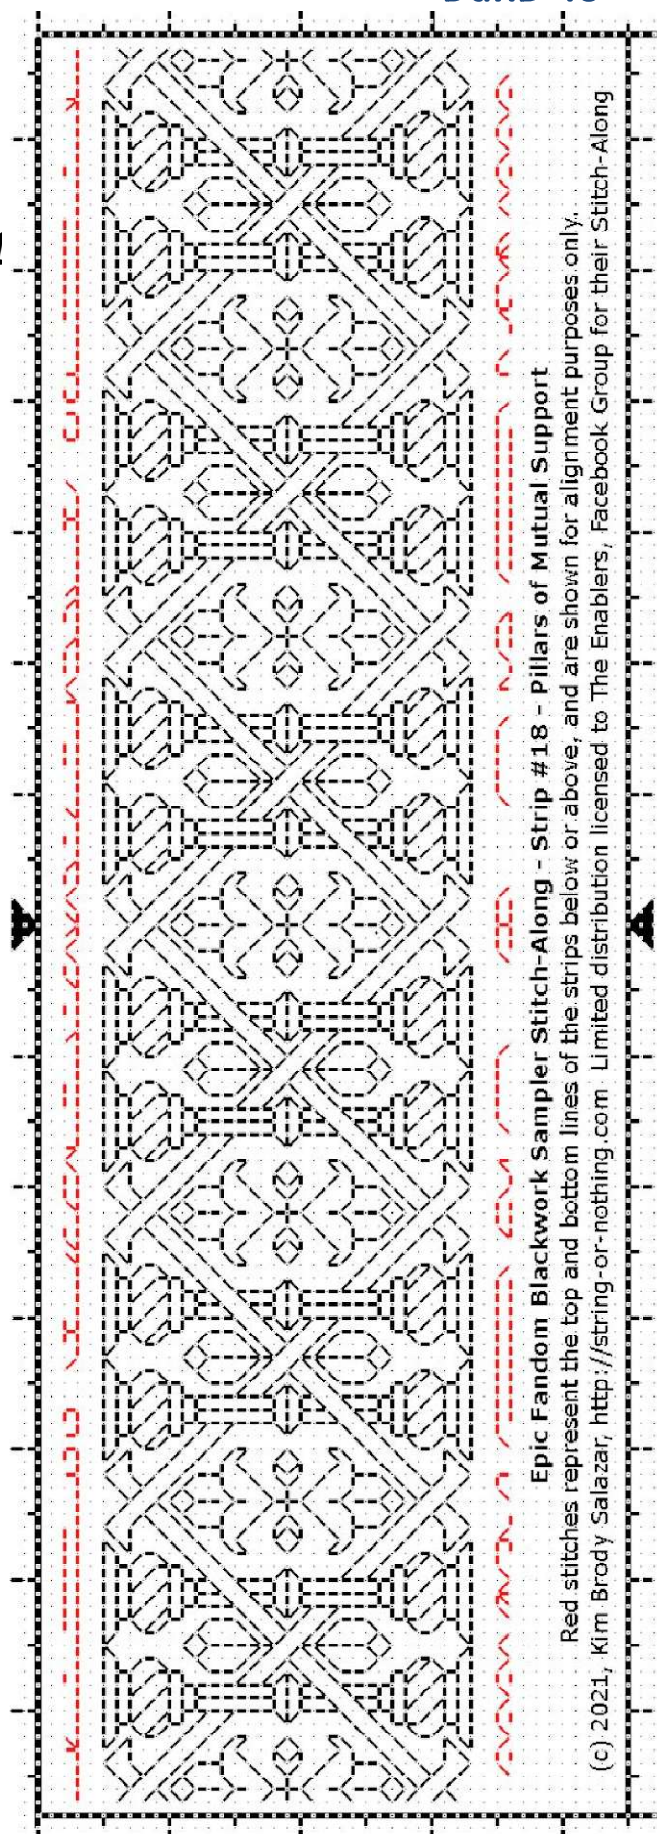 Epic Fandom Blackwork Sampler Stitch-Along - Strip #18 - Pillars of Mutual Support
Red stitches represent the top and bottom lines of the strips below or above, and are shown for alignment purposes only.
(c) 2021, Kim Brody Salazar, http://string-or-nothing.com Limited distribution licensed to The Enablers, Facebook Group for their Stitch-Along